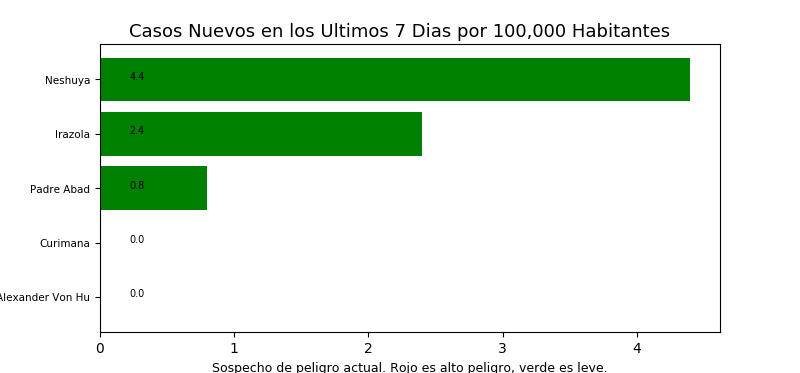 Casos Nuevos en los Ultimos 7 Dias por 100,000 Habitantes
Neshuya 4.4
Irazola 2.4
Padre Abad 0.8
Curimana 0.0
Alexander Von Hu 0.0
0 1 2 3 4
Sospecho de peligro actual. Rojo es alto peligro, verde es leve.